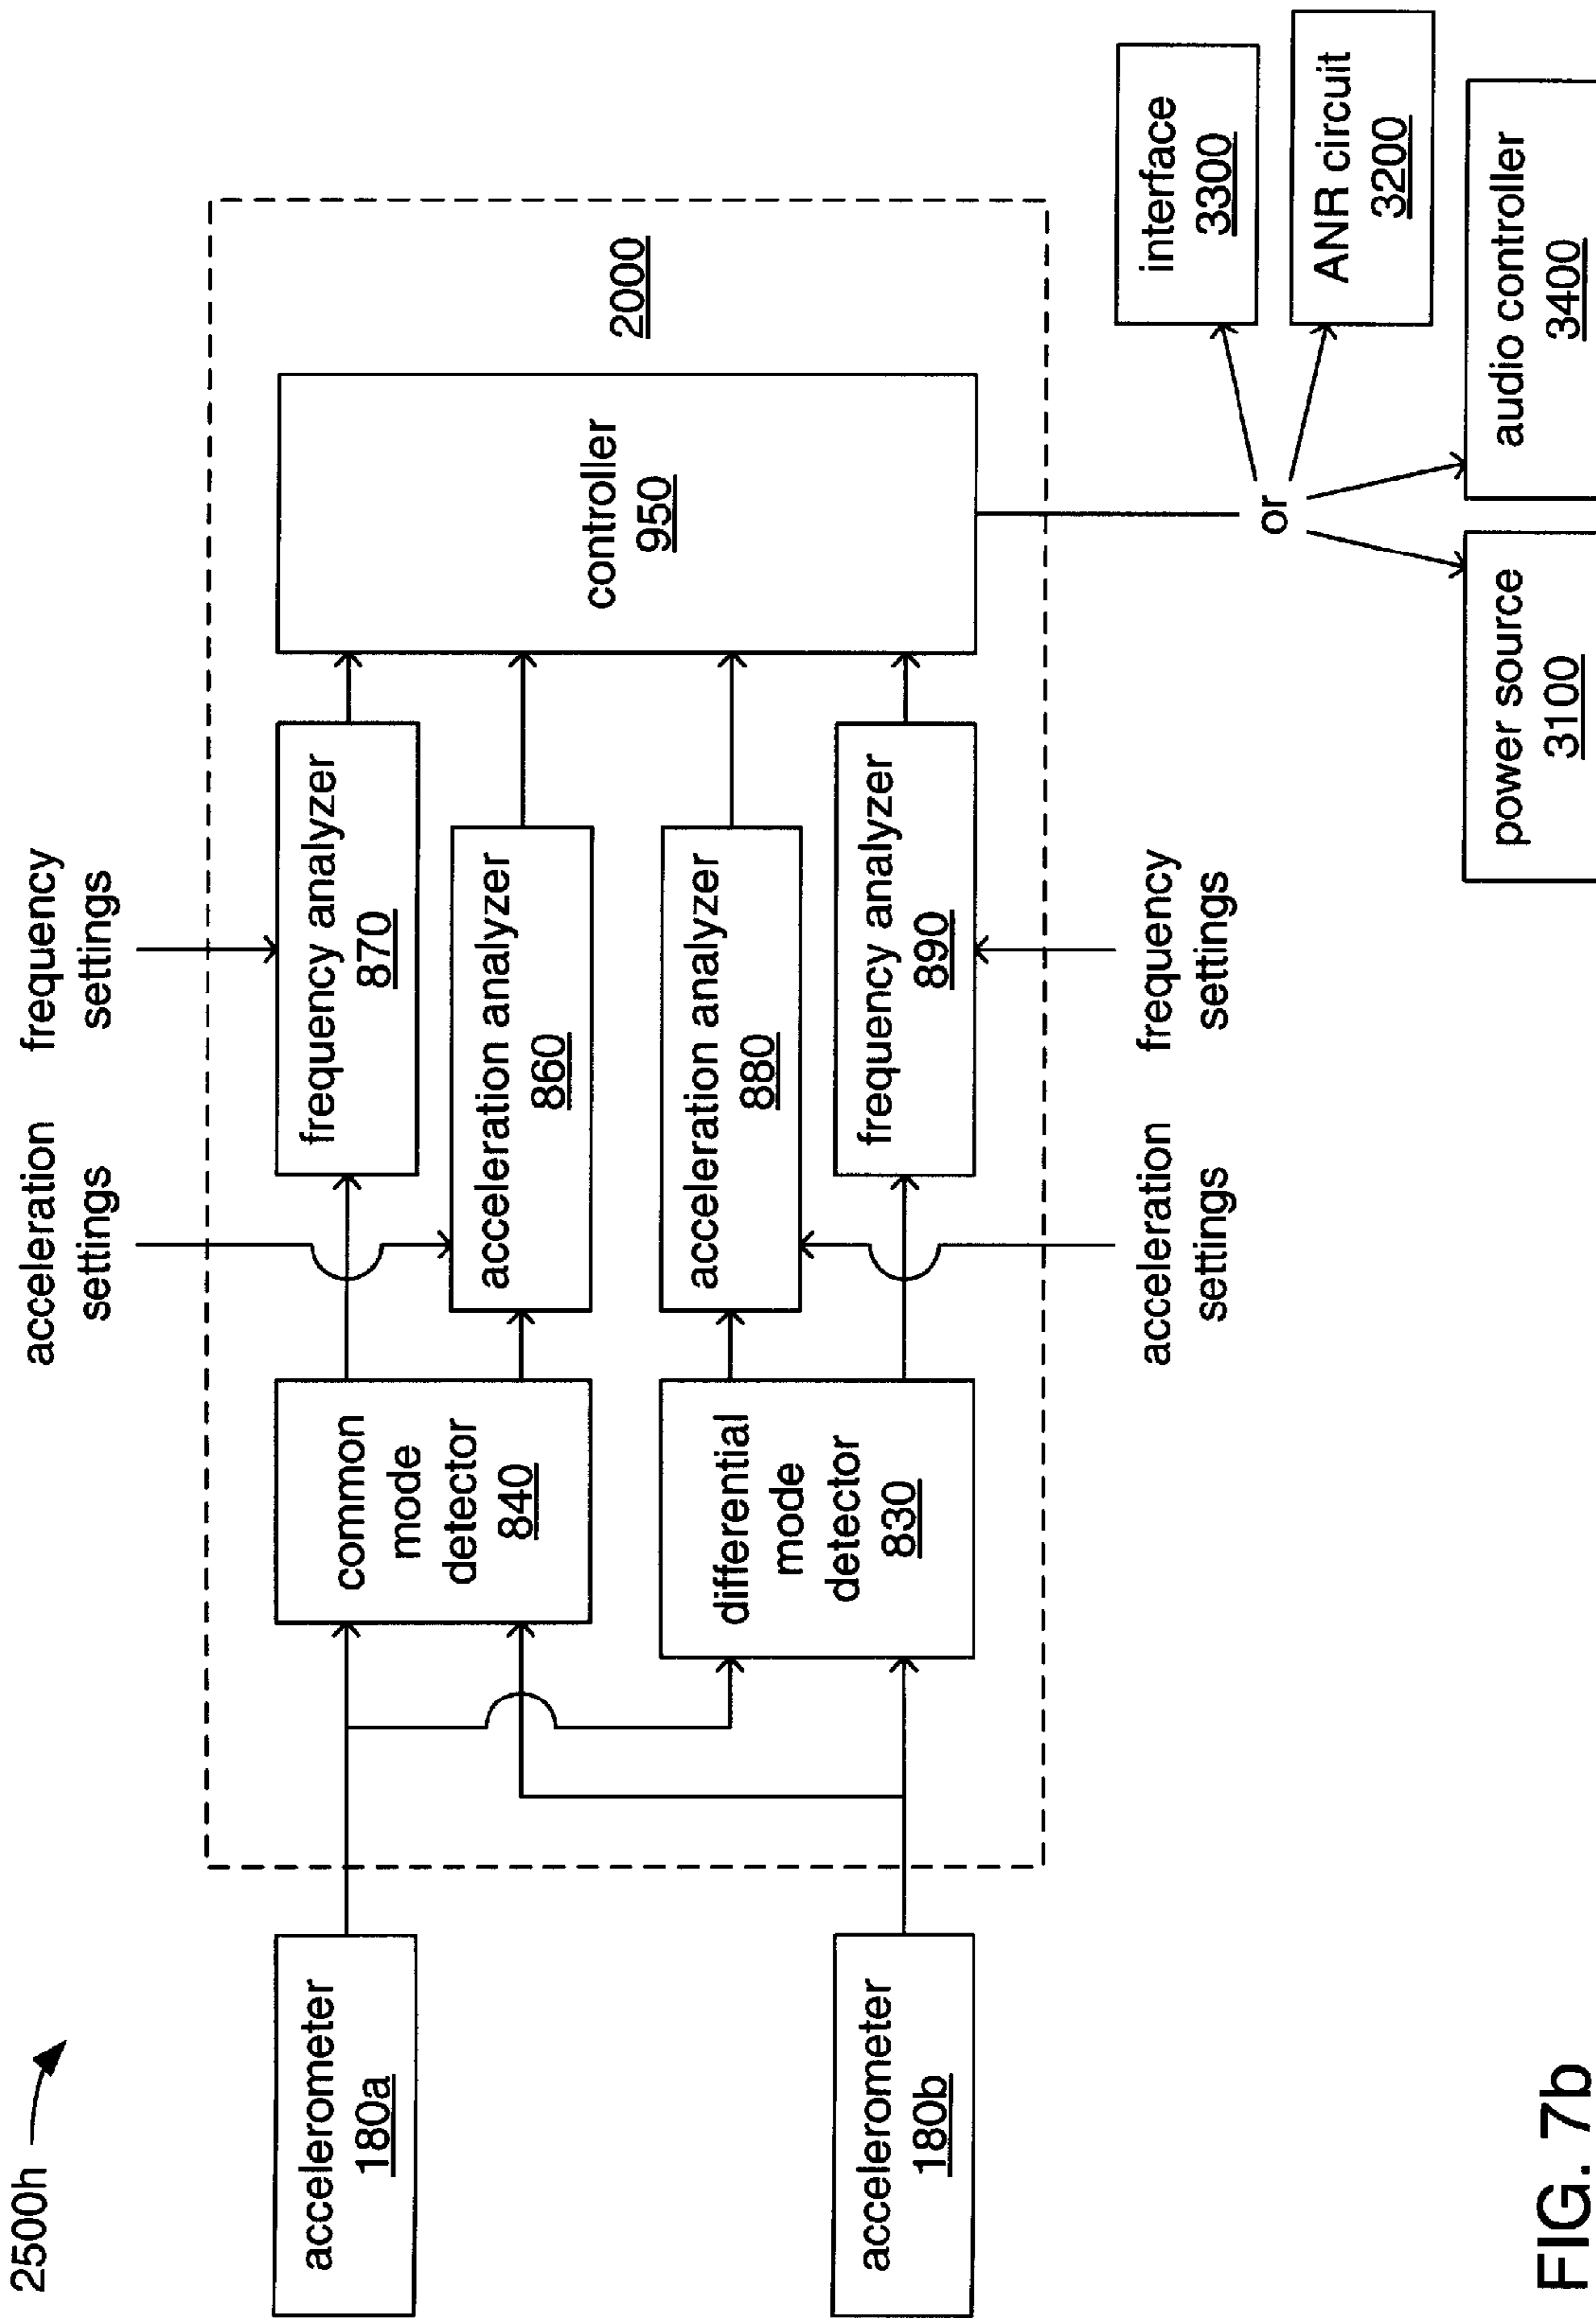 2500h
acceleration
settings
frequency
settings
accelerometer
180a
accelerometer
180b
common
mode
detector
840
differential
mode
detector
830
frequency analyzer
870
acceleration analyzer
860
acceleration analyzer
880
frequency analyzer
890
controller
950
2000
acceleration
settings
frequency
settings
or
interface
3300
ANR circuit
3200
power source
3100
audio controller
3400
FIG. 7b